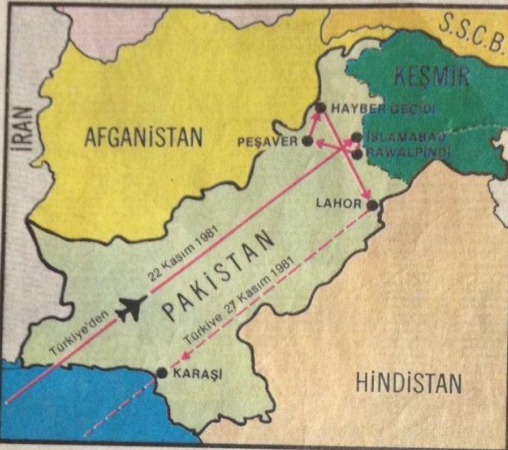 S.S.C.B.
KEŞMİR
HAYBER GEÇİDİ
İRAN
AFGANİSTAN
PEŞAVER
İSLAMABAD
RAWALPİNDİ
LAHOR
22 Kasım 1981
PAKİSTAN
Türkiye'den
Türkiye 27 Kasım 1981
KARAŞİ
HİNDİSTAN